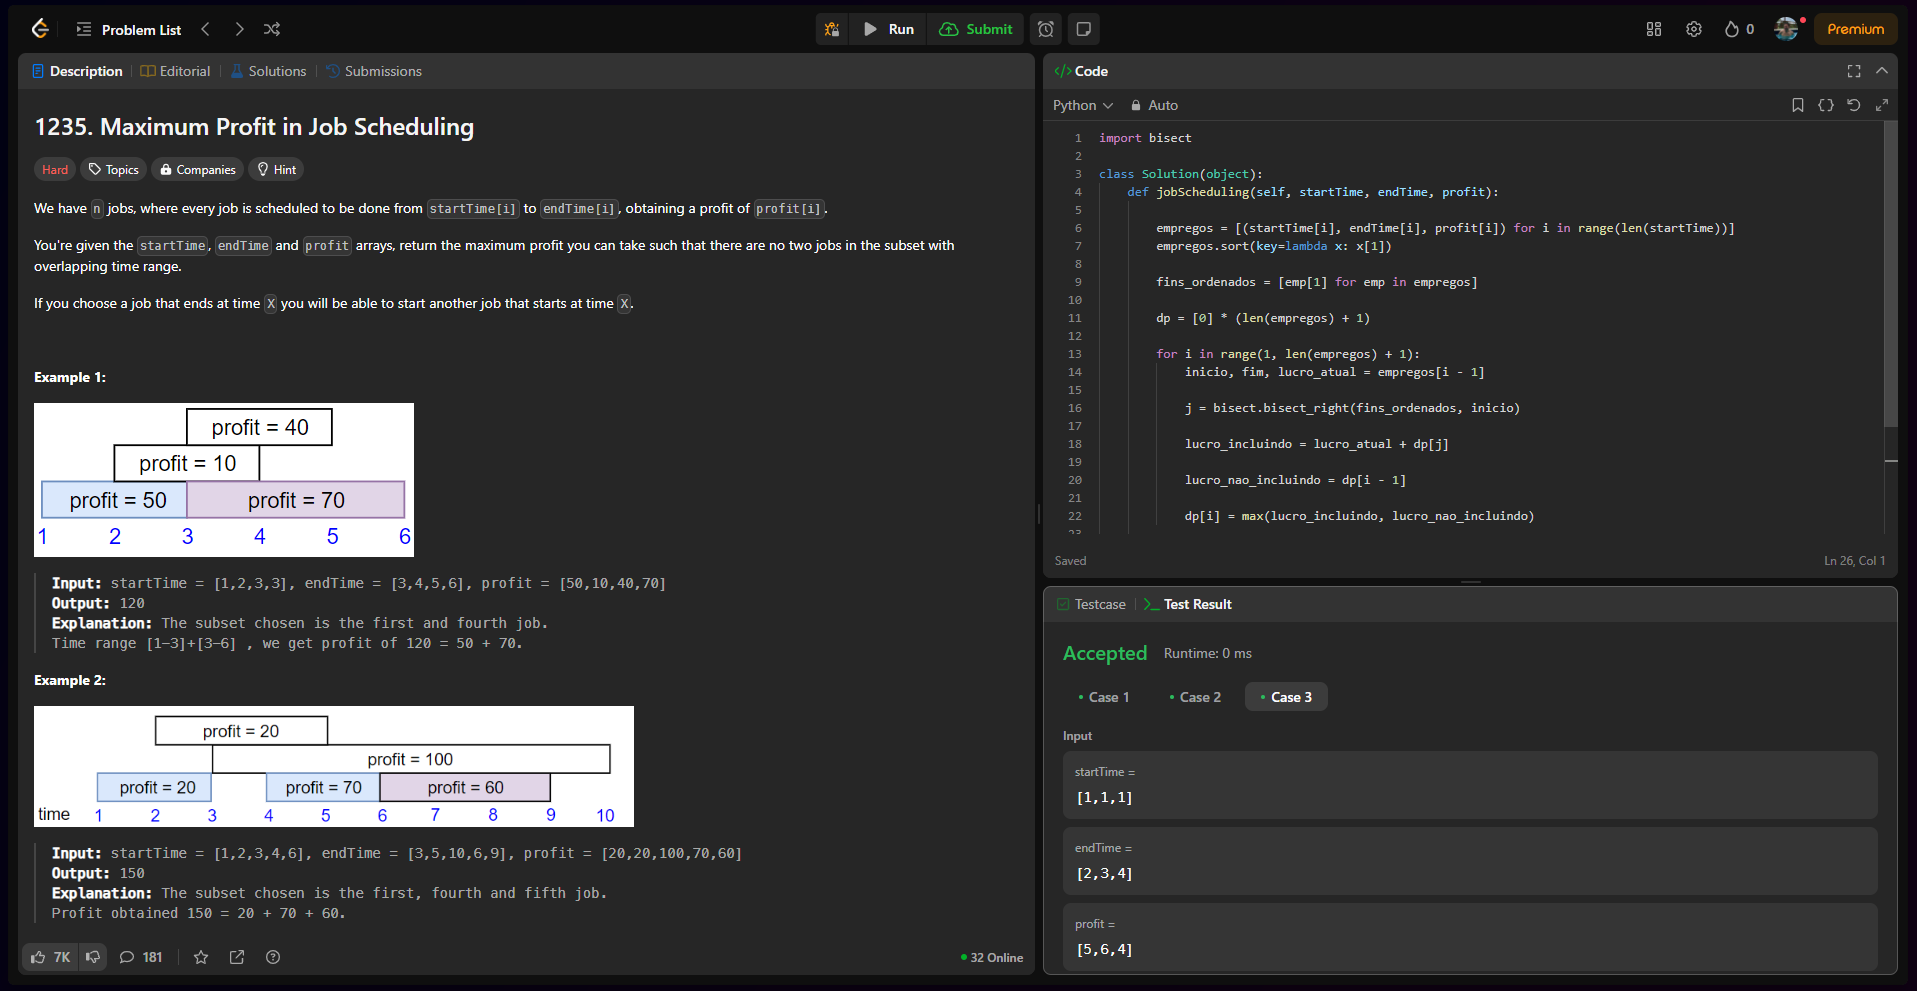 Problem List
Run
Submit
0
Premium
Description
Editorial
Solutions
Submissions
1235. Maximum Profit in Job Scheduling
Hard
Topics
Companies
Hint
We have n jobs, where every job is scheduled to be done from startTime[i] to endTime[i], obtaining a profit of profit[i].
You're given the startTime, endTime and profit arrays, return the maximum profit you can take such that there are no two jobs in the subset with
overlapping time range.
If you choose a job that ends at time X you will be able to start another job that starts at time X.
Example 1:
profit = 40
profit = 10
profit = 50 profit = 70
1 2 3 4 5 6
Input: startTime = [1,2,3,3], endTime = [3,4,5,6], profit = [50,10,40,70]
Output: 120
Explanation: The subset chosen is the first and fourth job.
Time range [1-3]+[3-6] , we get profit of 120 = 50 + 70.
Example 2:
profit = 20
profit = 100
profit = 20 profit = 70 profit = 60
time 1 2 3 4 5 6 7 8 9 10
Input: startTime = [1,2,3,4,6], endTime = [3,5,10,6,9], profit = [20,20,100,70,60]
Output: 150
Explanation: The subset chosen is the first, fourth and fifth job.
Profit obtained 150 = 20 + 70 + 60.
7K
181
32 Online
</> Code
Python
Auto
1 import bisect
2
3 class Solution(object):
4 def jobScheduling(self, startTime, endTime, profit):
5
6 empregos = [(startTime[i], endTime[i], profit[i]) for i in range(len(startTime))]
7 empregos.sort(key=lambda x: x[1])
8
9 fins_ordenados = [emp[1] for emp in empregos]
10
11 dp = [0] * (len(empregos) + 1)
12
13 for i in range(1, len(empregos) + 1):
14 inicio, fim, lucro_atual = empregos[i - 1]
15
16 j = bisect.bisect_right(fins_ordenados, inicio)
17
18 lucro_incluindo = lucro_atual + dp[j]
19
20 lucro_nao_incluindo = dp[i - 1]
21
22 dp[i] = max(lucro_incluindo, lucro_nao_incluindo)
23
Saved
Ln 26, Col 1
Testcase
>_ Test Result
Accepted
Runtime: 0 ms
Case 1
Case 2
Case 3
Input
startTime =
[1,1,1]
endTime =
[2,3,4]
profit =
[5,6,4]